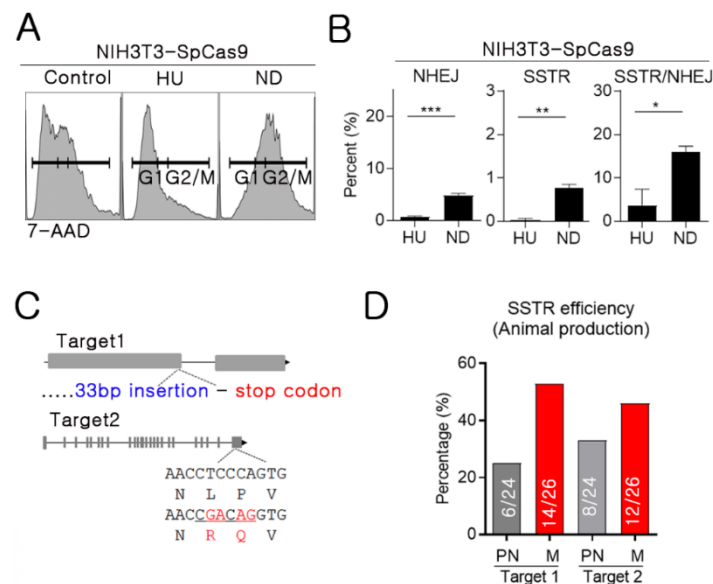 A
NIH3T3-SpCas9
Control HU ND
G1 G2/M G1 G2/M
7-AAD
B
NIH3T3-SpCas9
NHEJ SSTR SSTR/NHEJ
Percent (%)
20
10
0
***
HU ND
3
2
1
0
**
HU ND
30
20
10
0
*
HU ND
C
Target1
.....33bp insertion - stop codon
Target2
AACCTCCCAGTG
N L P V
AACCGACAGGTG
N R Q V
D
SSTR efficiency
(Animal production)
Percentage (%)
60
40
20
0
6/24 14/26 8/24 12/26
PN M PN M
Target 1 Target 2